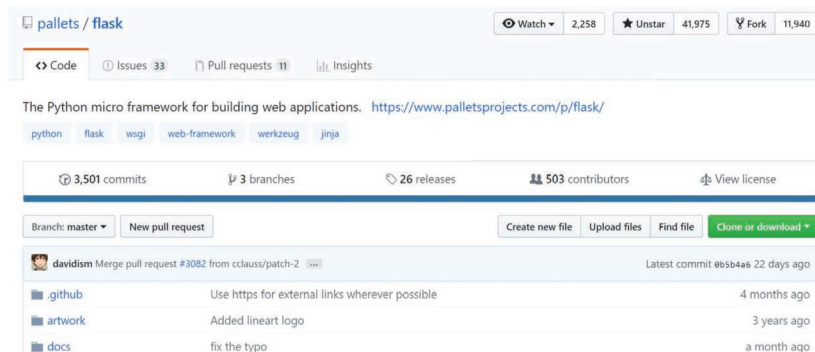 pallets / flask Watch 2,258 Unstar 41,975 Fork 11,940
Code Issues 33 Pull requests 11 Insights
The Python micro framework for building web applications. https://www.palletsprojects.com/p/flask/
python flask wsgi web-framework werkzeug jinja
3,501 commits 3 branches 26 releases 503 contributors View license
Branch: master New pull request Create new file Upload files Find file Clone or download
davidism Merge pull request #3082 from cclauss/patch-2 ... Latest commit 0b5b4a6 22 days ago
.github Use https for external links wherever possible 4 months ago
artwork Added lineart logo 3 years ago
docs fix the typo a month ago